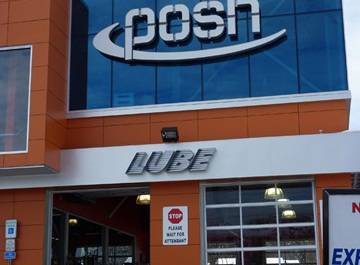 posh
LUBE
STOP
PLEASE
WAIT FOR
ATTENDANT